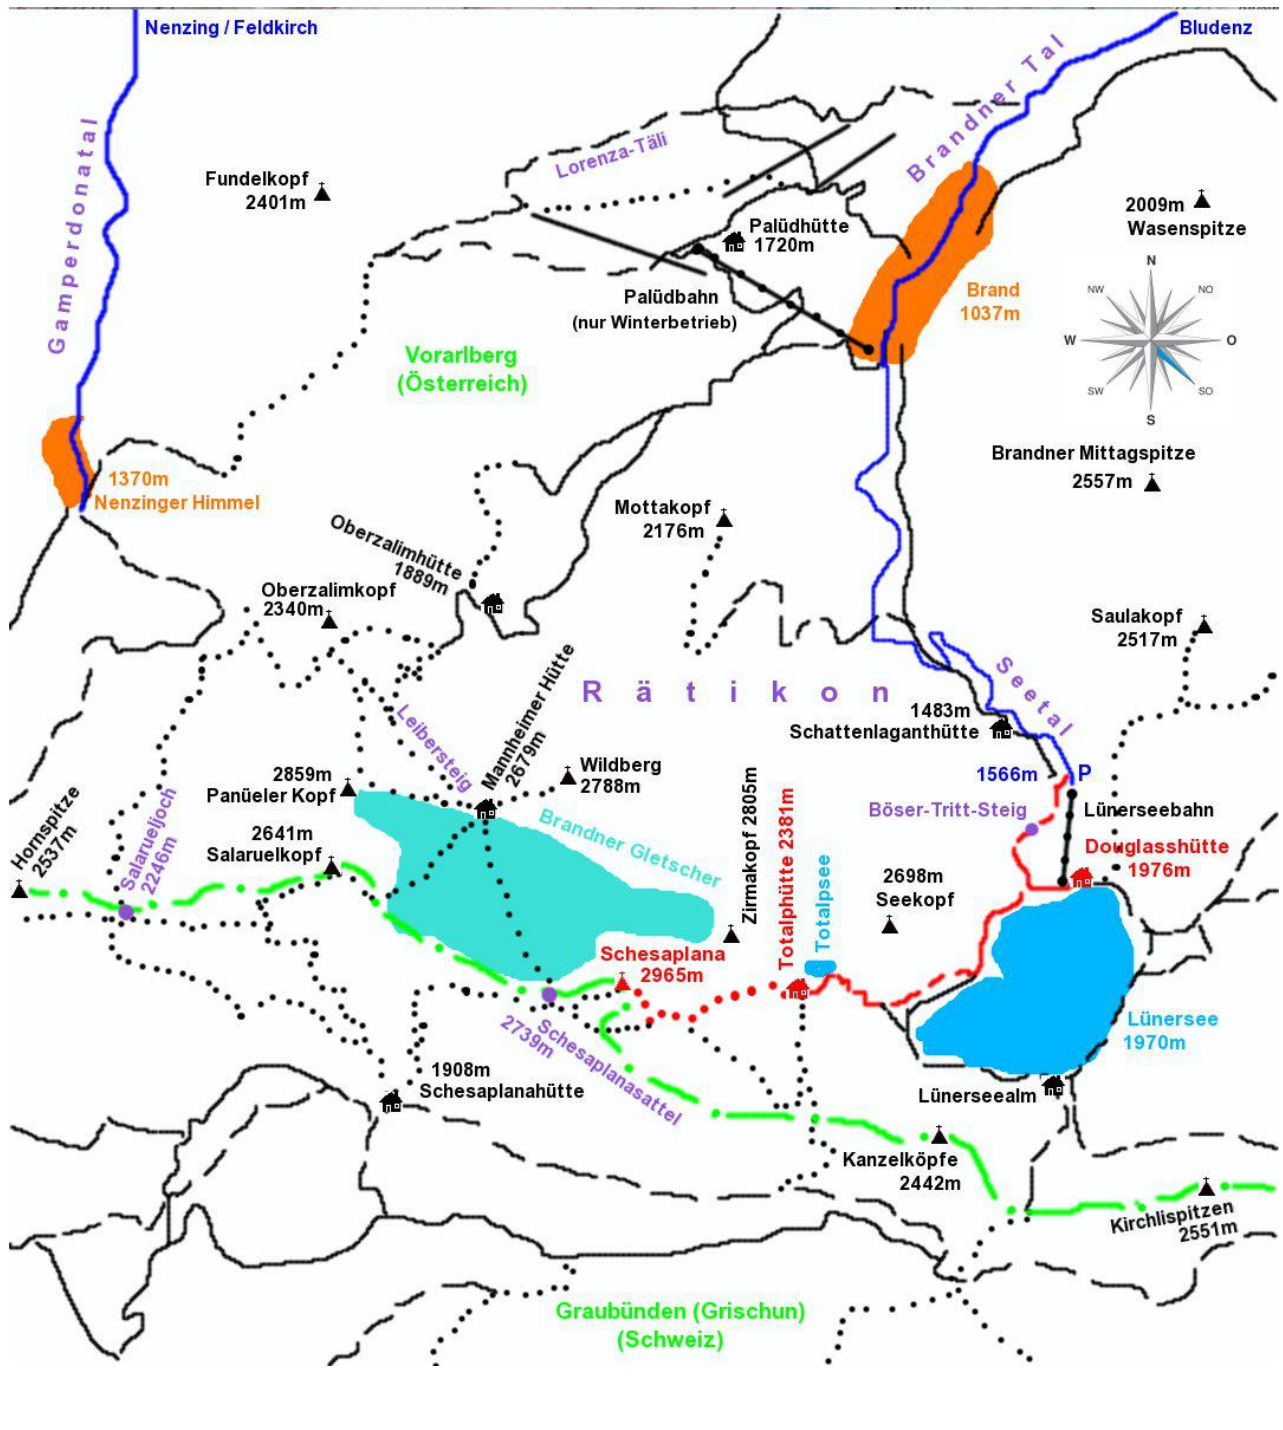 Nenzing / Feldkirch
Bludenz
Brandner Tal
Gamperdonatal
Lorenza-Täli
Fundelkopf
2401m
2009m
Wasenspitze
Palüdhütte
1720m
Palüdbahn
(nur Winterbetrieb)
Brand
1037m
N
NW
NO
W
O
SW
SO
S
Vorarlberg
(Österreich)
1370m
Nenzinger Himmel
Brandner Mittagspitze
2557m
Mottakopf
2176m
Oberzalimhütte
1889m
Oberzalimkopf
2340m
Saulakopf
2517m
Rätikon
Seetal
1483m
Schattenlaganthütte
Leibersteig
Mannheimer Hütte
2679m
Wildberg
2788m
2859m
Panüeler Kopf
1566m
P
Lünerseebahn
Böser-Tritt-Steig
Hornspitze
2537m
Salarueljoch
2246m
2641m
Salaruelkopf
Brandner Gletscher
Zirmakopf 2805m
Totalphütte 2381m
Totalpsee
Douglasshütte
1976m
2698m
Seekopf
Schesaplana
2965m
Schesaplanasattel
2739m
Lünersee
1970m
1908m
Schesaplanahütte
Lünerseealm
Kanzelköpfe
2442m
Kirchlispitzen
2551m
Graubünden (Grischun)
(Schweiz)